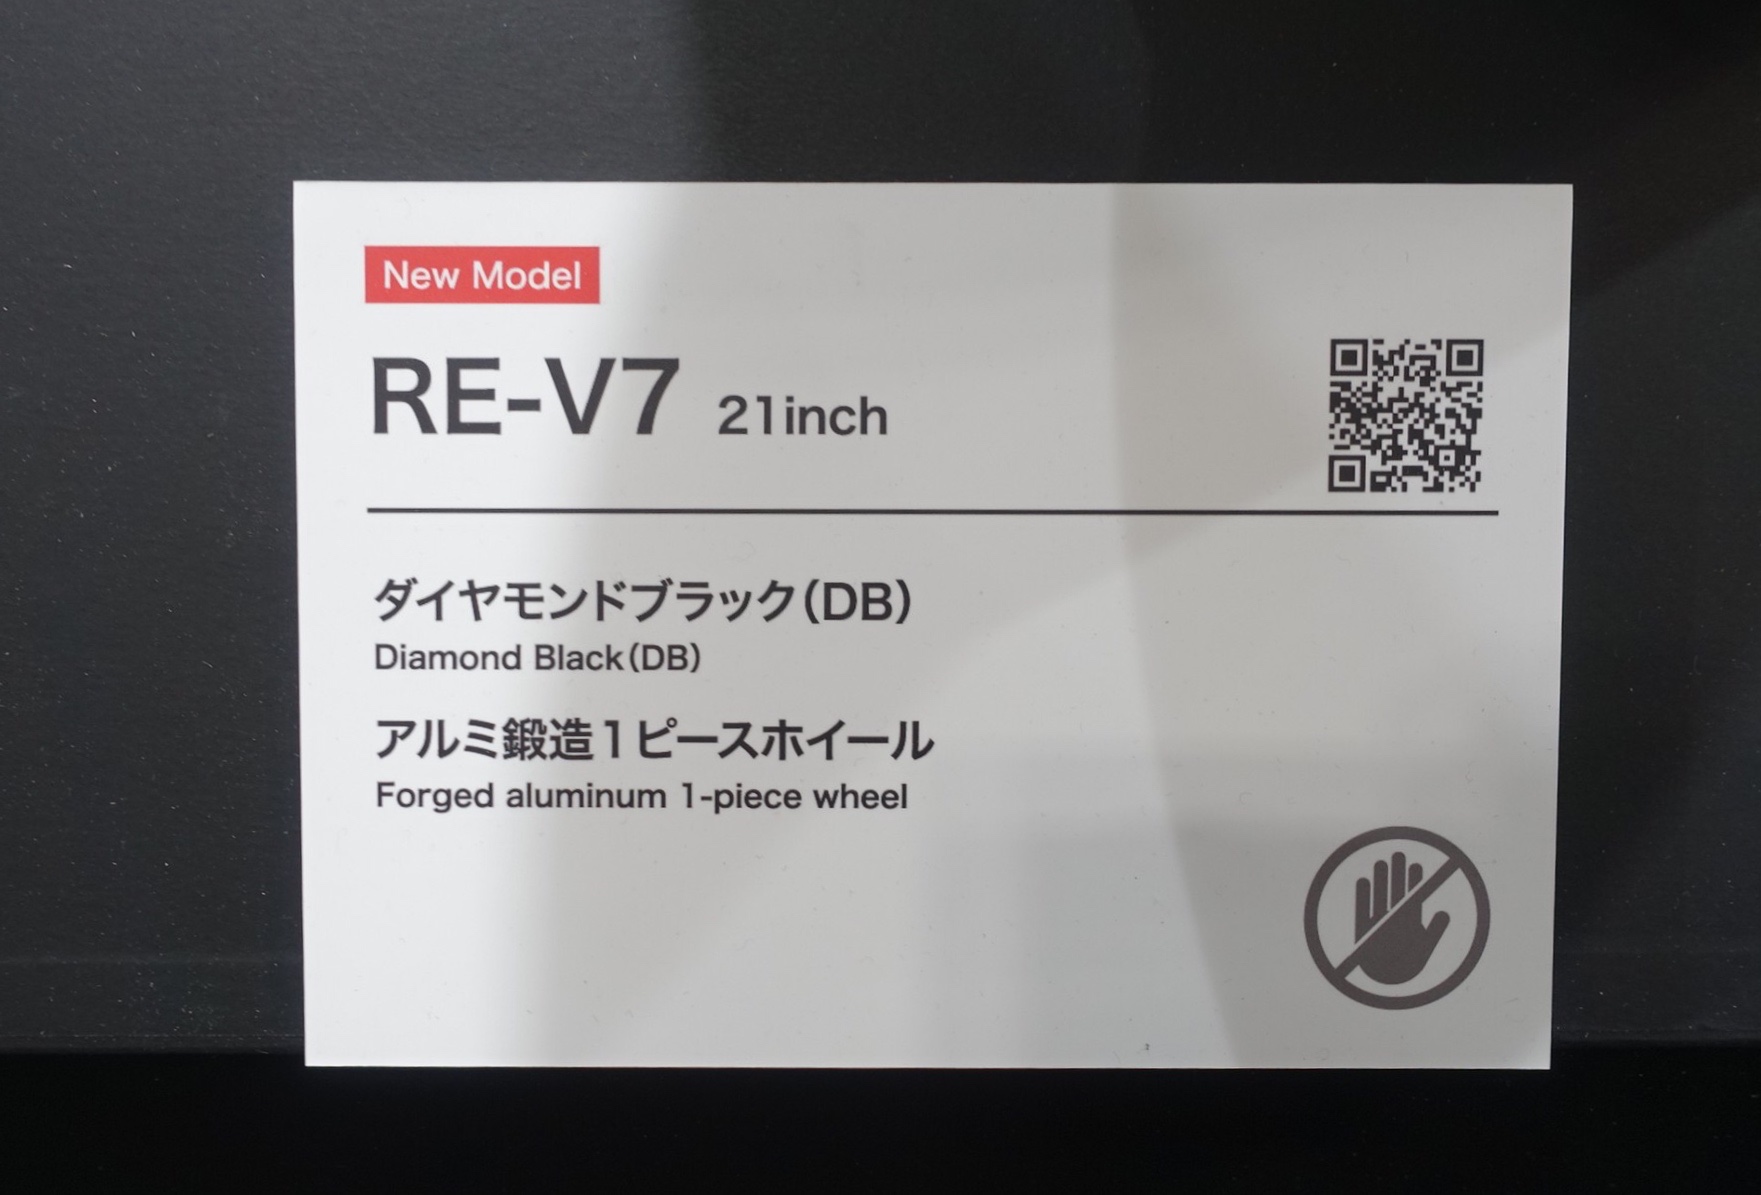 New Model
RE-V7 21inch
ダイヤモンドブラック(DB)
Diamond Black(DB)
アルミ鍛造1ピースホイール
Forged aluminum 1-piece wheel